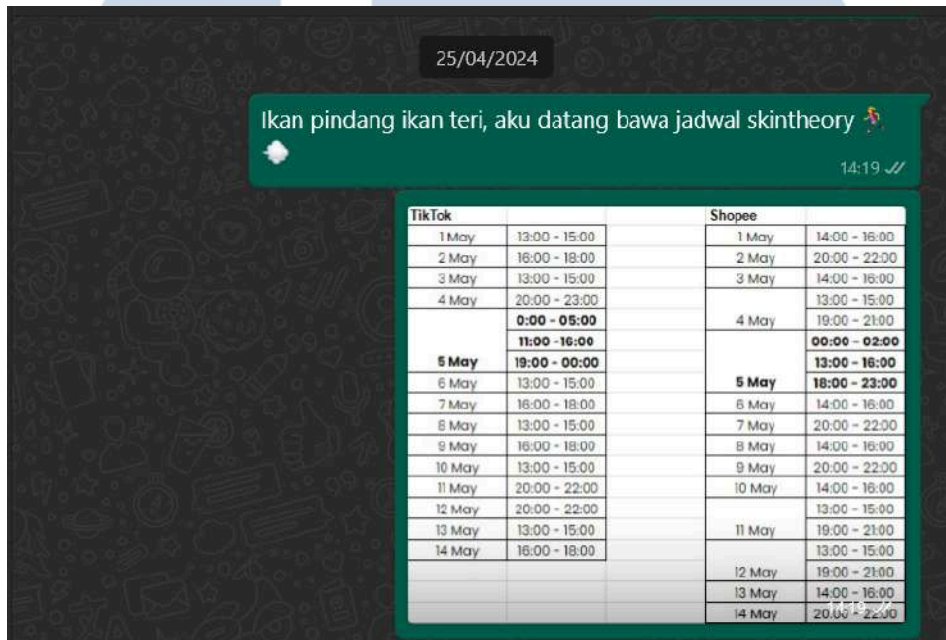 25/04/2024
Ikan pindang ikan teri, aku datang bawa jadwal skintheory 🏃‍♀️
💨
14:19
TikTok Shopee
1 May 13:00 - 15:00 1 May 14:00 - 16:00
2 May 16:00 - 18:00 2 May 20:00 - 22:00
3 May 13:00 - 15:00 3 May 14:00 - 16:00
4 May 20:00 - 23:00 13:00 - 15:00
0:00 - 05:00 4 May 19:00 - 21:00
11:00 -16:00 00:00 - 02:00
5 May 19:00 - 00:00 13:00 - 16:00
6 May 13:00 - 15:00 5 May 18:00 - 23:00
7 May 16:00 - 18:00 6 May 14:00 - 16:00
8 May 13:00 - 15:00 7 May 20:00 - 22:00
9 May 16:00 - 18:00 8 May 14:00 - 16:00
10 May 13:00 - 15:00 9 May 20:00 - 22:00
11 May 20:00 - 22:00 10 May 14:00 - 16:00
12 May 20:00 - 22:00 13:00 - 15:00
13 May 13:00 - 15:00 11 May 19:00 - 21:00
14 May 16:00 - 18:00 13:00 - 15:00
12 May 19:00 - 21:00
13 May 14:00 - 16:00
14 May 20:00 - 22:00
14:19